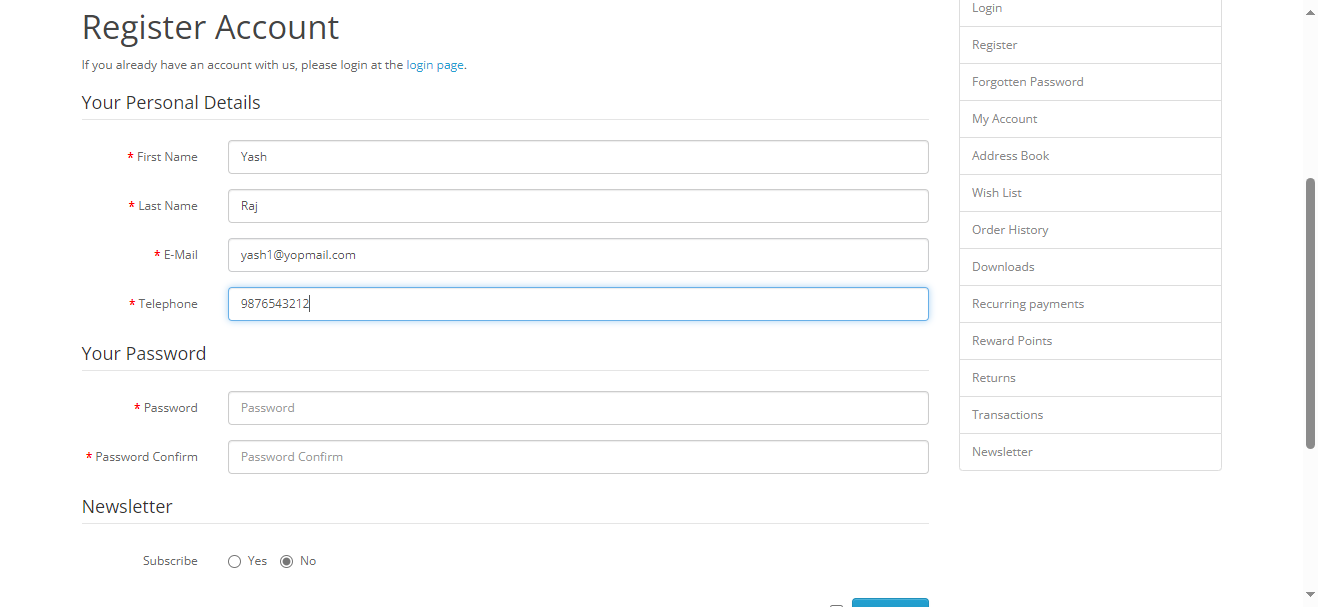 Register Account
If you already have an account with us, please login at the login page.
Your Personal Details
* First Name
Yash
* Last Name
Raj
* E-Mail
yash1@yopmail.com
* Telephone
9876543212
Your Password
* Password
Password
* Password Confirm
Password Confirm
Newsletter
Subscribe
Yes
No
Login
Register
Forgotten Password
My Account
Address Book
Wish List
Order History
Downloads
Recurring payments
Reward Points
Returns
Transactions
Newsletter